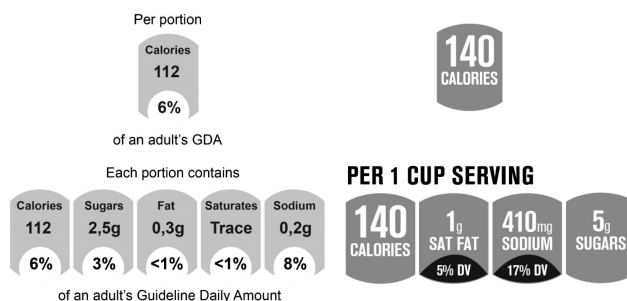 Per portion
Calories
112
6%
of an adult's GDA
140
CALORIES
Each portion contains
Calories Sugars Fat Saturates Sodium
112 2,5g 0,3g Trace 0,2g
6% 3% <1% <1% 8%
of an adult's Guideline Daily Amount
PER 1 CUP SERVING
140 1g 410mg 5g
CALORIES SAT FAT SODIUM SUGARS
5% DV 17% DV